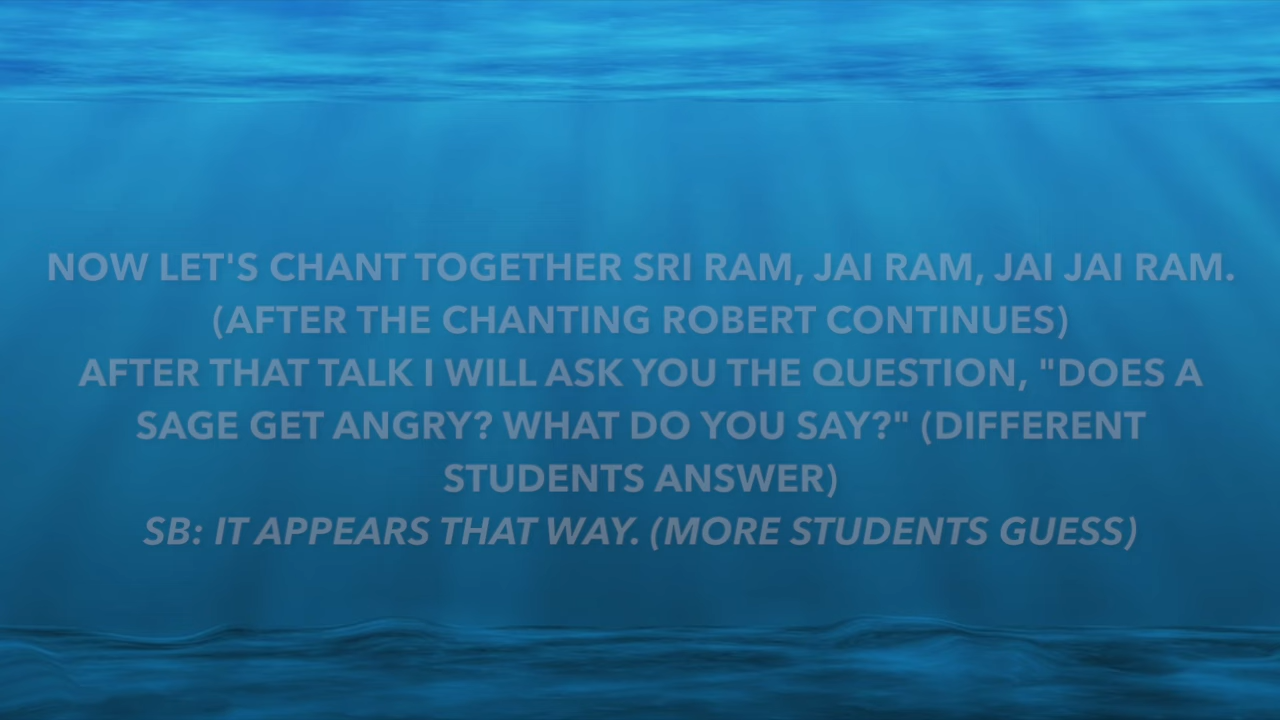 NOW LET'S CHANT TOGETHER SRI RAM, JAI RAM, JAI JAI RAM.
(AFTER THE CHANTING ROBERT CONTINUES)
AFTER THAT TALK I WILL ASK YOU THE QUESTION, "DOES A
SAGE GET ANGRY? WHAT DO YOU SAY?" (DIFFERENT
STUDENTS ANSWER)
SB: IT APPEARS THAT WAY. (MORE STUDENTS GUESS)